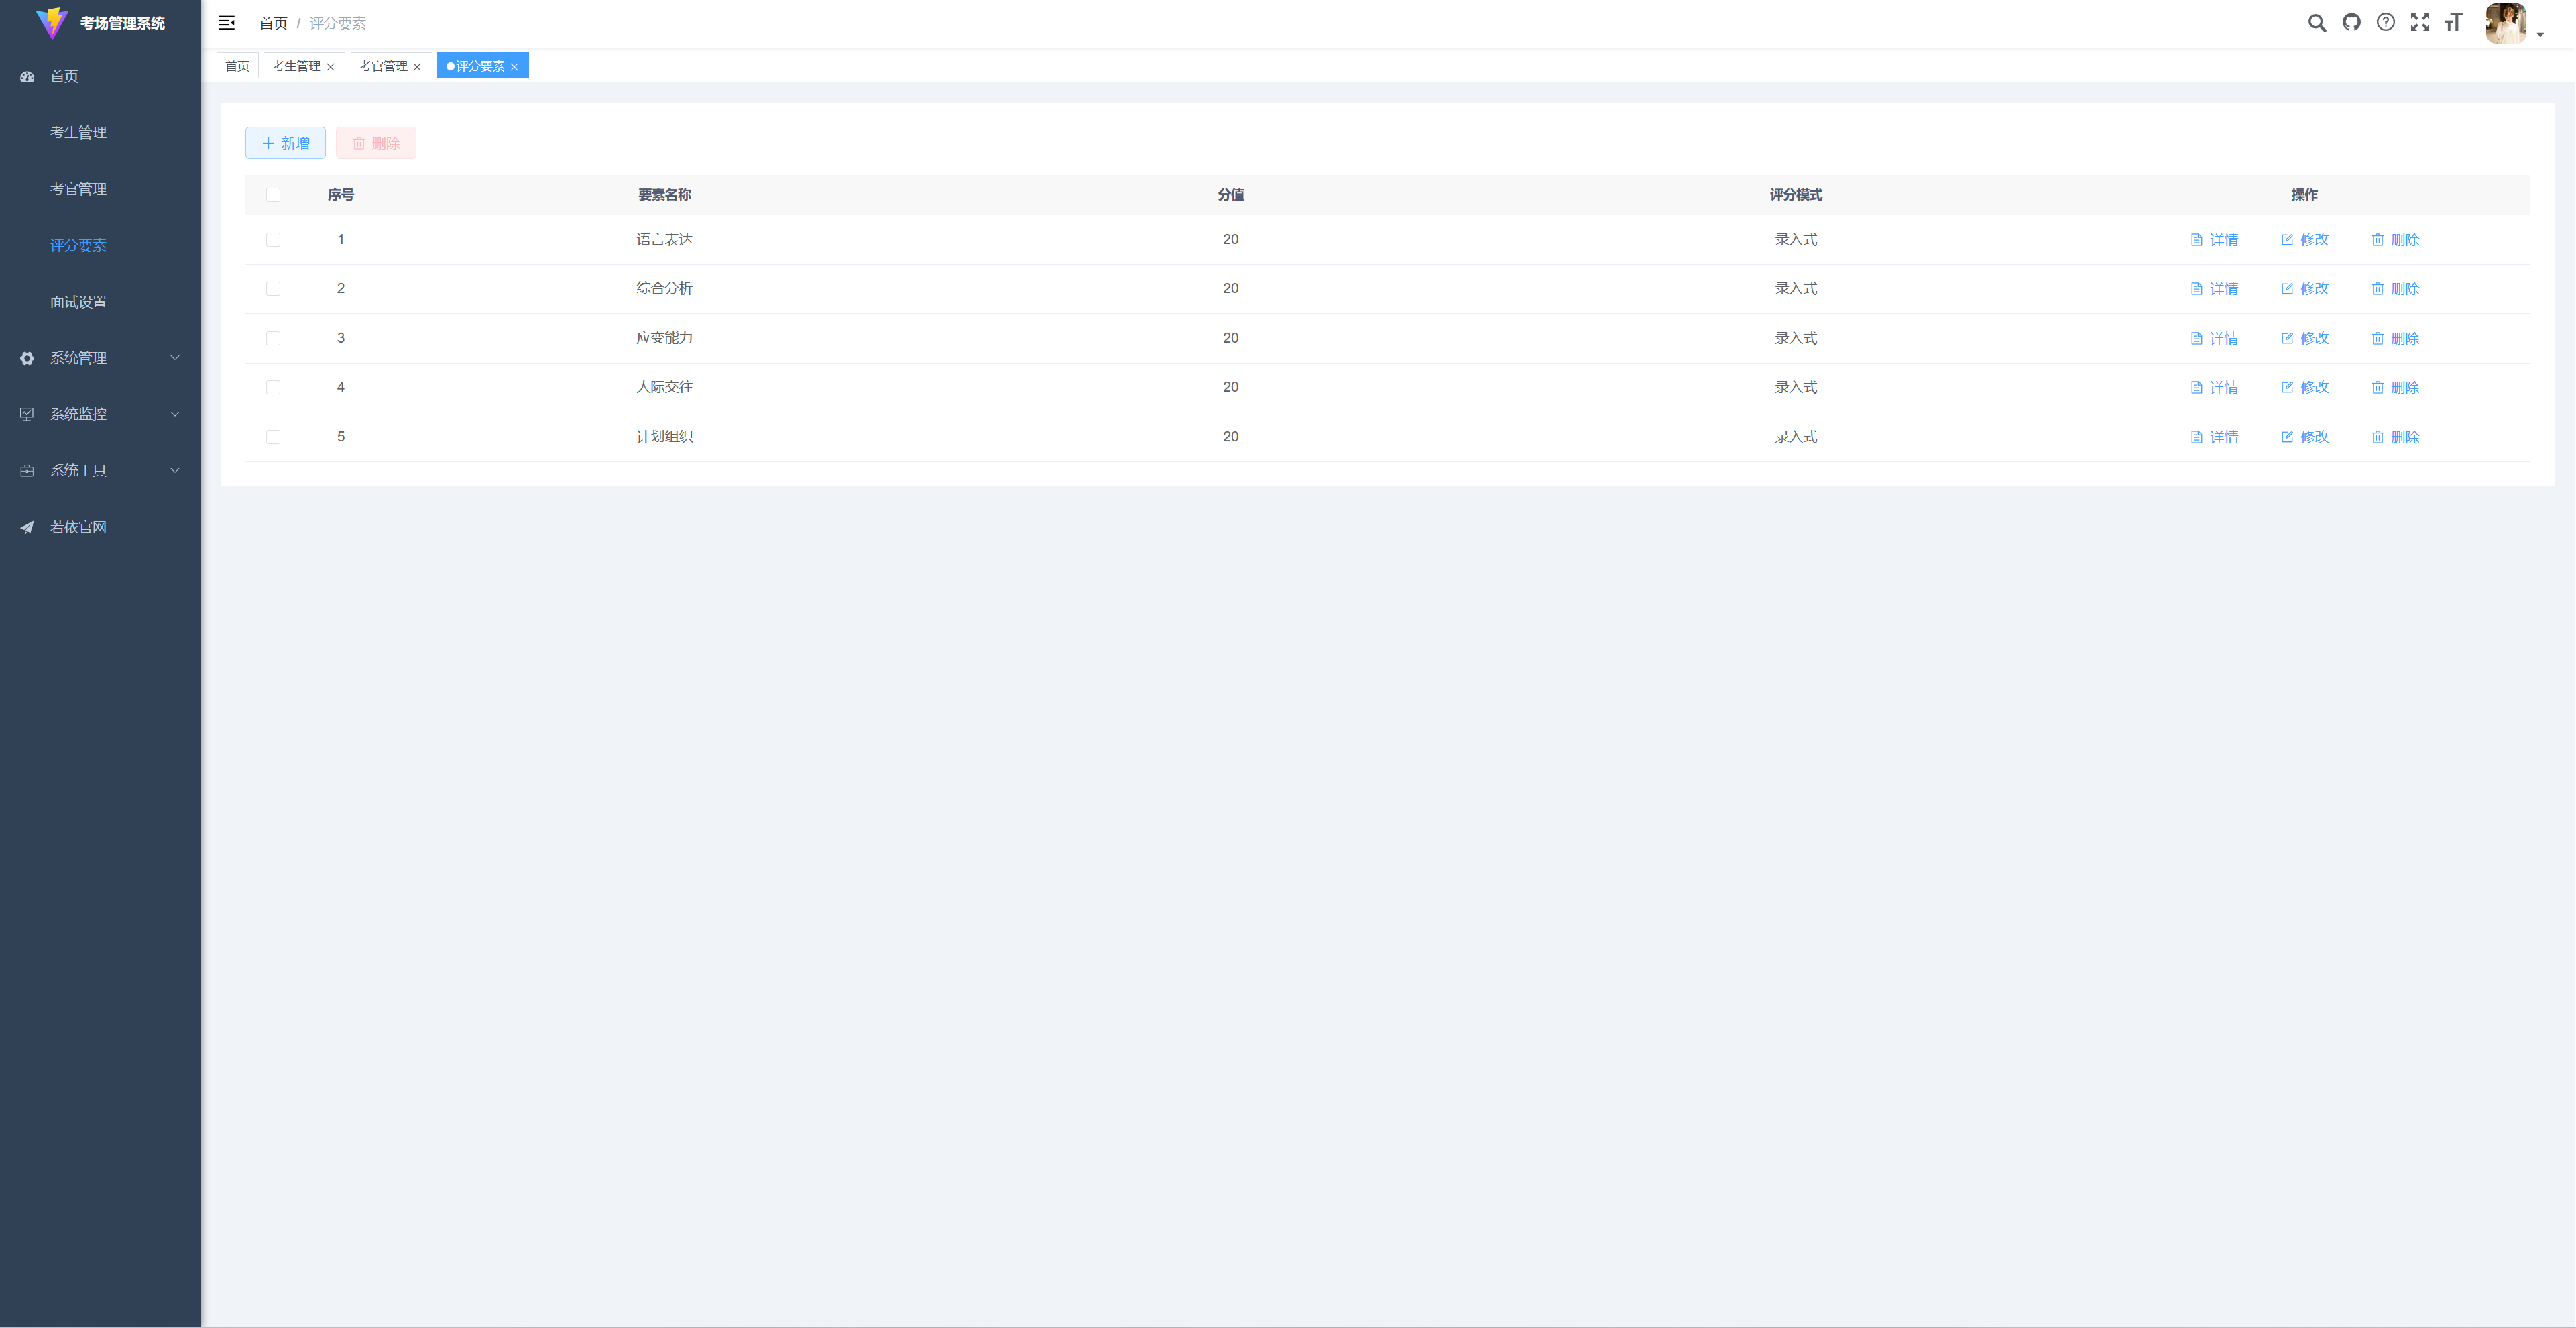 考场管理系统
首页
考生管理
考官管理
评分要素
面试设置
系统管理
系统监控
系统工具
若依官网
首页 / 评分要素
首页 考生管理 考官管理 评分要素
新增 删除
序号 要素名称 分值 评分模式 操作
1 语言表达 20 录入式 详情 修改 删除
2 综合分析 20 录入式 详情 修改 删除
3 应变能力 20 录入式 详情 修改 删除
4 人际交往 20 录入式 详情 修改 删除
5 计划组织 20 录入式 详情 修改 删除